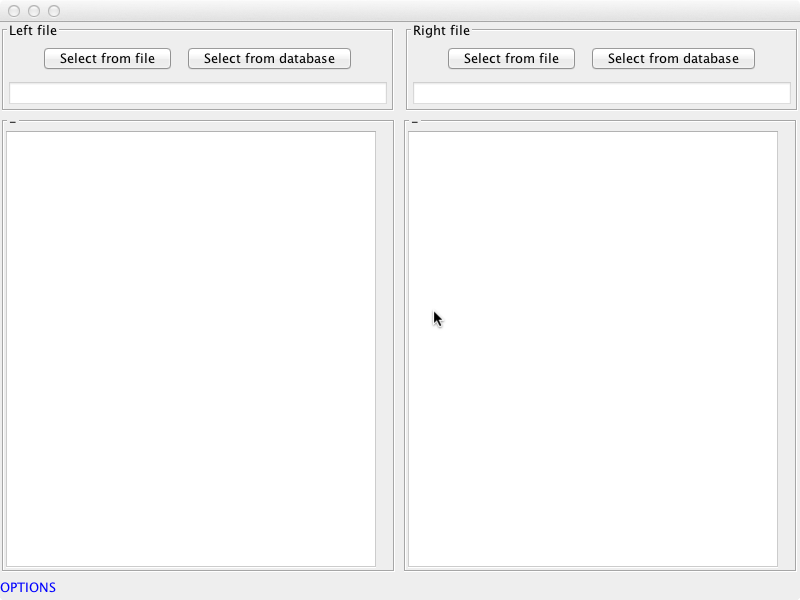 Left file
Select from file
Select from database
Right file
Select from file
Select from database
–
–
OPTIONS